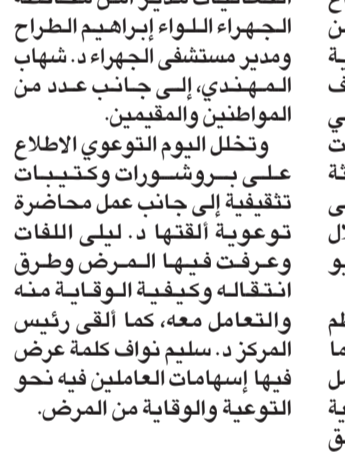 الجهراء اللواء إبراهيم الطراح
ومدير مستشفى الجهراء د. شهاب
المهندي، إلى جانب عدد من
المواطنين والمقيمين.
وتخلل اليوم التوعوي الاطلاع
على بروشورات وكتيبات
تثقيفية إلى جانب عمل محاضرة
توعوية ألقتها د. ليلى اللفات
وعرفت فيها المرض وطرق
انتقاله وكيفية الوقاية منه
والتعامل معه، كما ألقى رئيس
المركز د. سليم نواف كلمة عرض
فيها إسهامات العاملين فيه نحو
التوعية والوقاية من المرض.